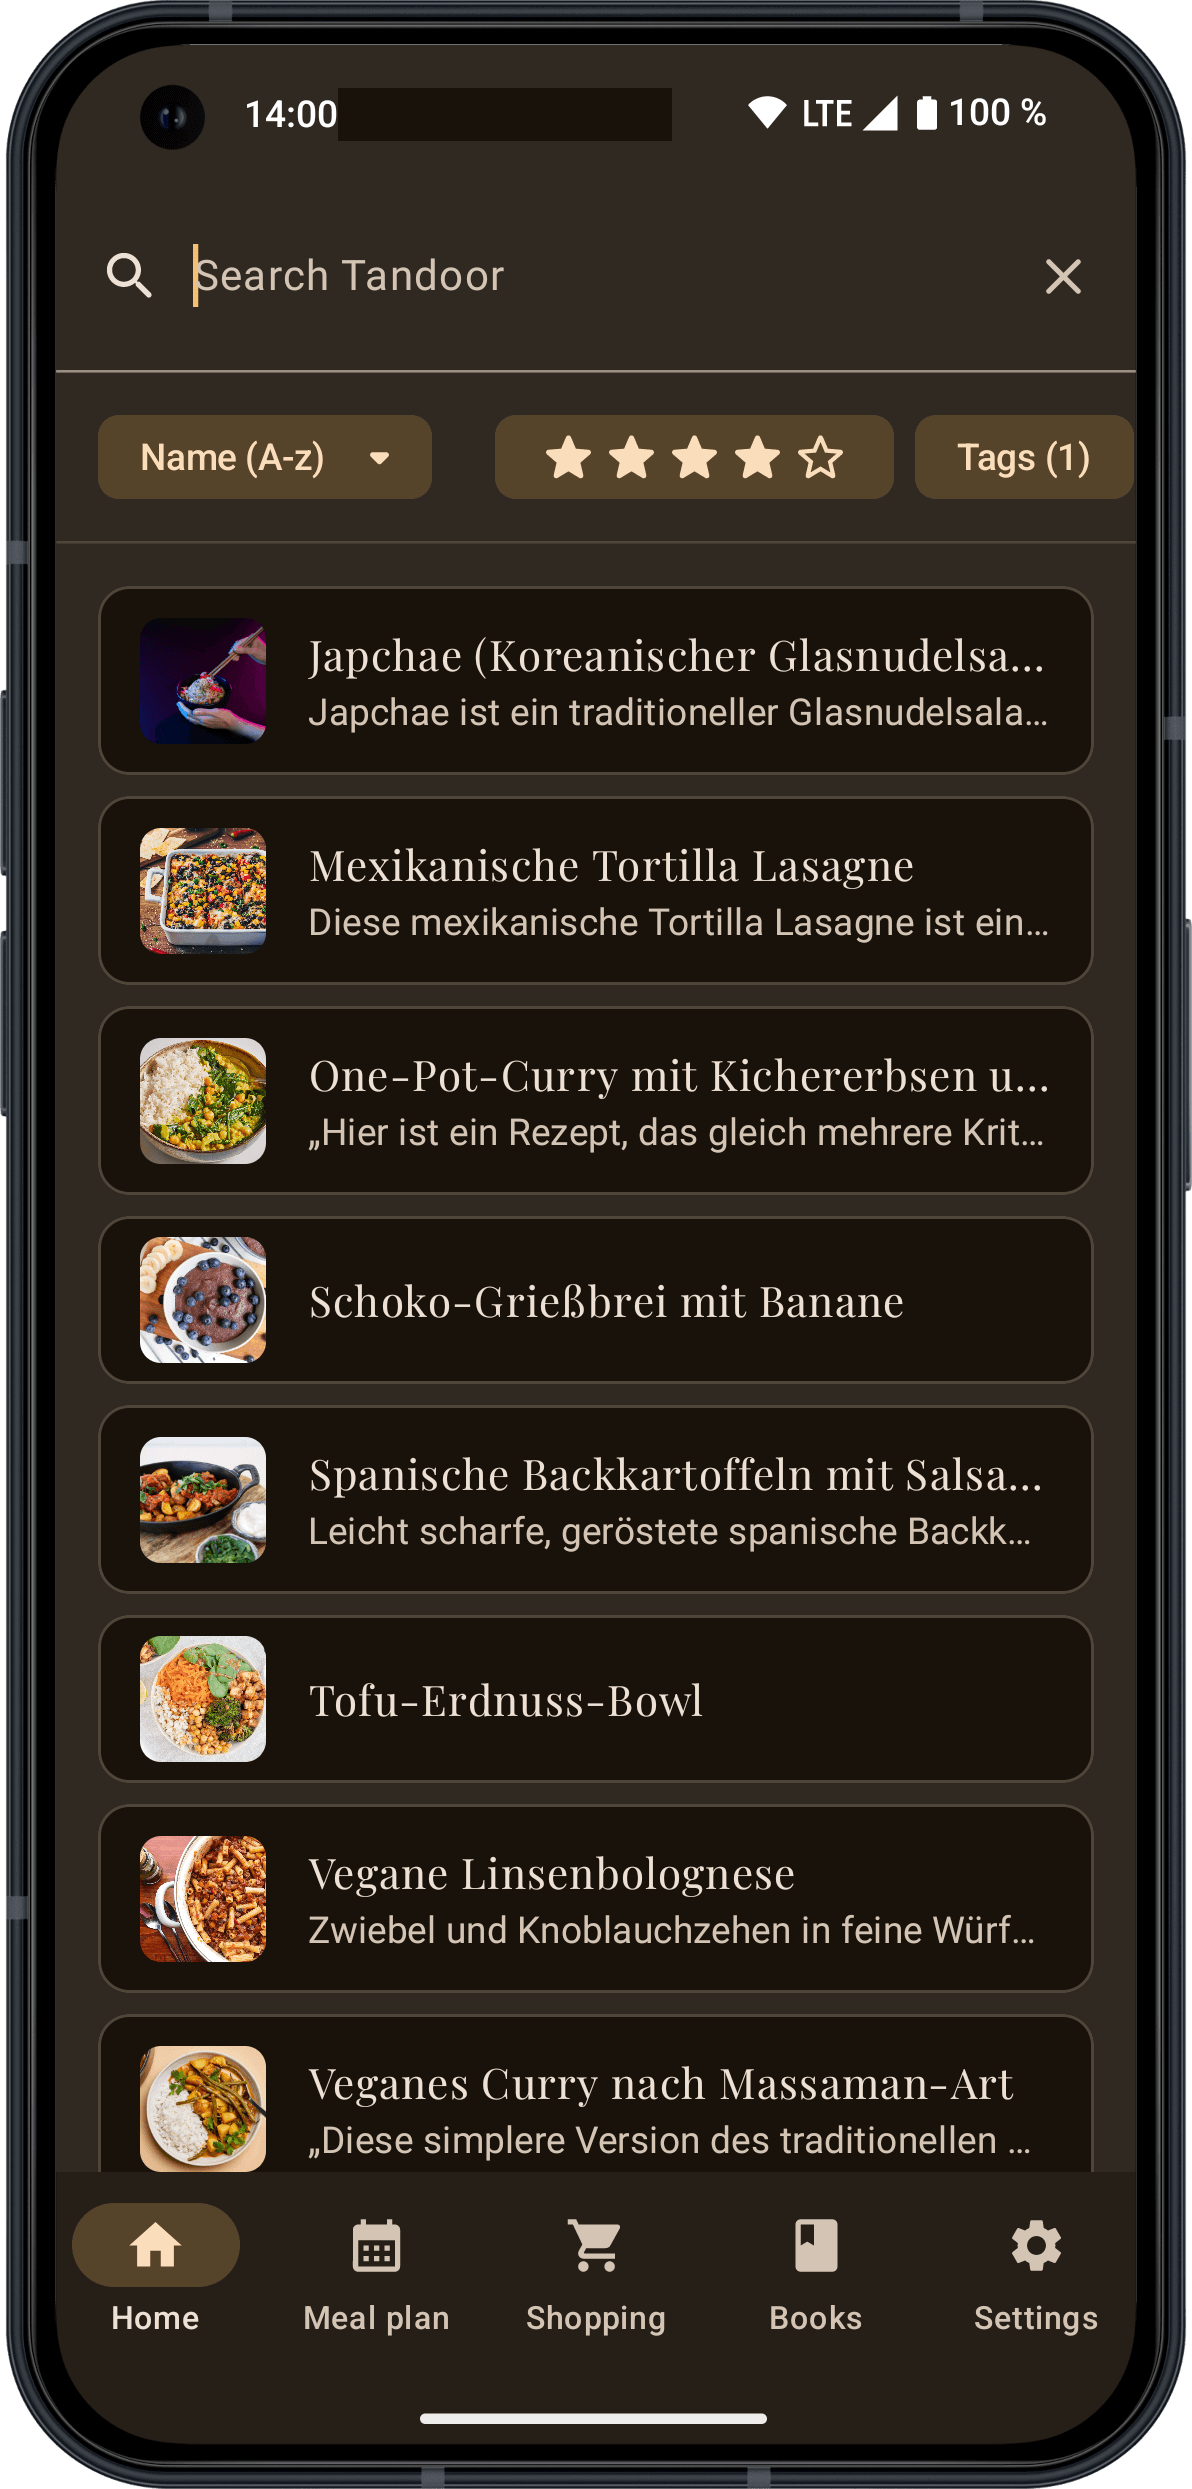 14:00 LTE 100 %
Search Tandoor
Name (A-z) Tags (1)
Japchae (Koreanischer Glasnudelsa...
Japchae ist ein traditioneller Glasnudelsala...
Mexikanische Tortilla Lasagne
Diese mexikanische Tortilla Lasagne ist ein...
One-Pot-Curry mit Kichererbsen u...
„Hier ist ein Rezept, das gleich mehrere Krit...
Schoko-Grießbrei mit Banane
Spanische Backkartoffeln mit Salsa...
Leicht scharfe, geröstete spanische Backk...
Tofu-Erdnuss-Bowl
Vegane Linsenbolognese
Zwiebel und Knoblauchzehen in feine Würf...
Veganes Curry nach Massaman-Art
„Diese simplere Version des traditionellen ...
Home Meal plan Shopping Books Settings